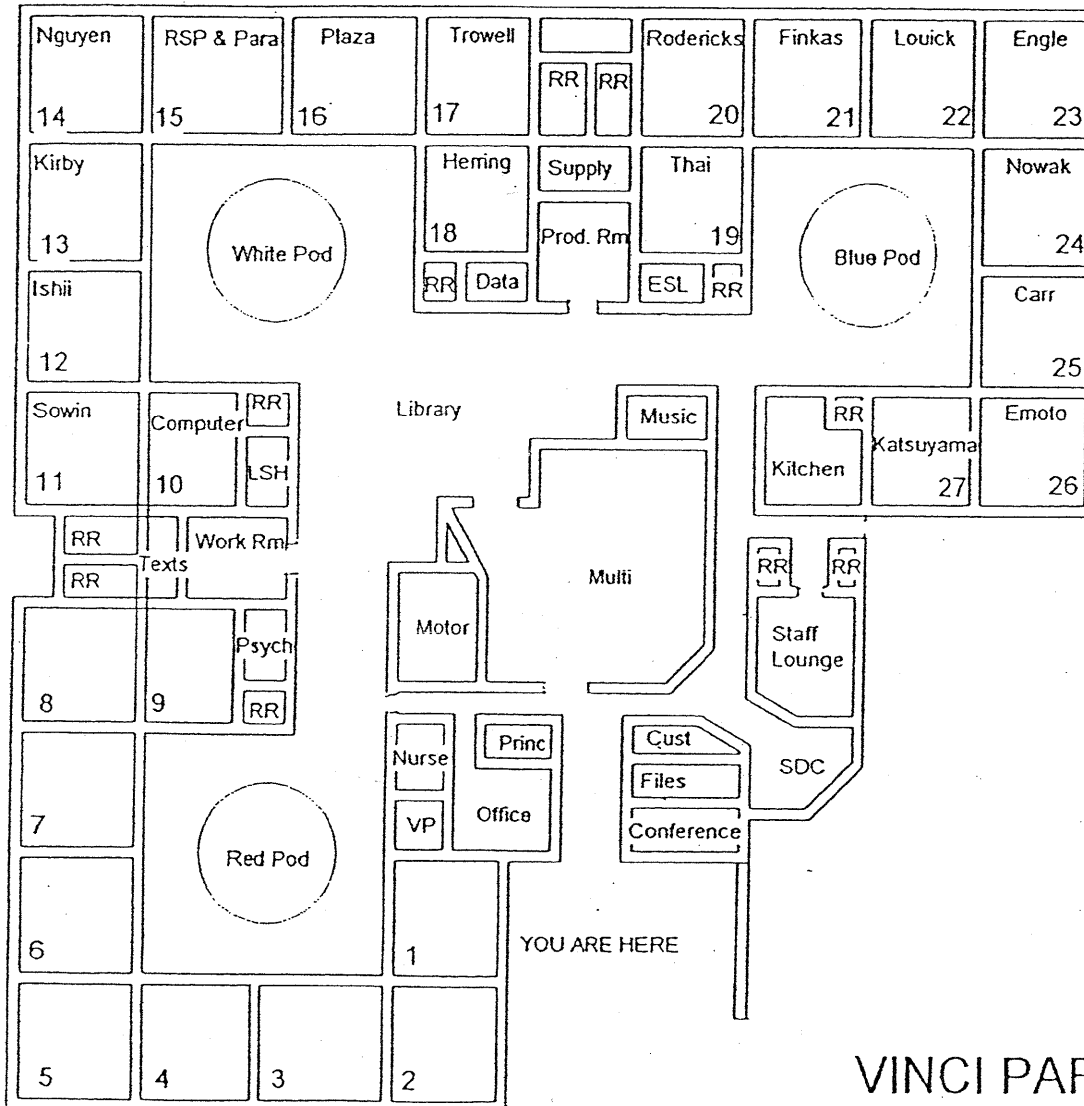 Nguyen
14
RSP & Para
15
Plaza
16
Trowell
17
RR
RR
Rodericks
20
Finkas
21
Louick
22
Engle
23
Kirby
13
White Pod
Herring
18
Supply
Prod. Rm
Thai
19
Blue Pod
Nowak
24
RR
Data
ESL
RR
Ishii
12
Carr
25
Sowin
11
Computer
10
RR
LSH
Library
Music
Kitchen
RR
Katsuyama
27
Emoto
26
RR
RR
Texts
Work Rm
Multi
Motor
RR
RR
Staff
Lounge
8
9
Psych
RR
Nurse
VP
Princ
Office
Cust
Files
Conference
SDC
7
Red Pod
6
1
YOU ARE HERE
5
4
3
2
VINCI PAR